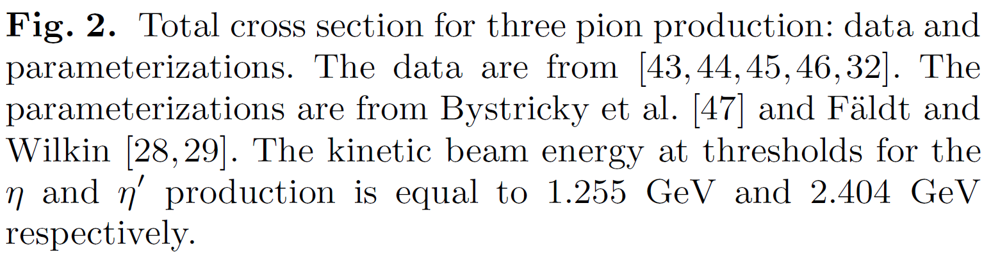 Fig. 2. Total cross section for three pion production: data and
parameterizations. The data are from [43,44,45,46,32]. The
parameterizations are from Bystricky et al. [47] and Fäldt and
Wilkin [28,29]. The kinetic beam energy at thresholds for the
η and η′ production is equal to 1.255 GeV and 2.404 GeV
respectively.